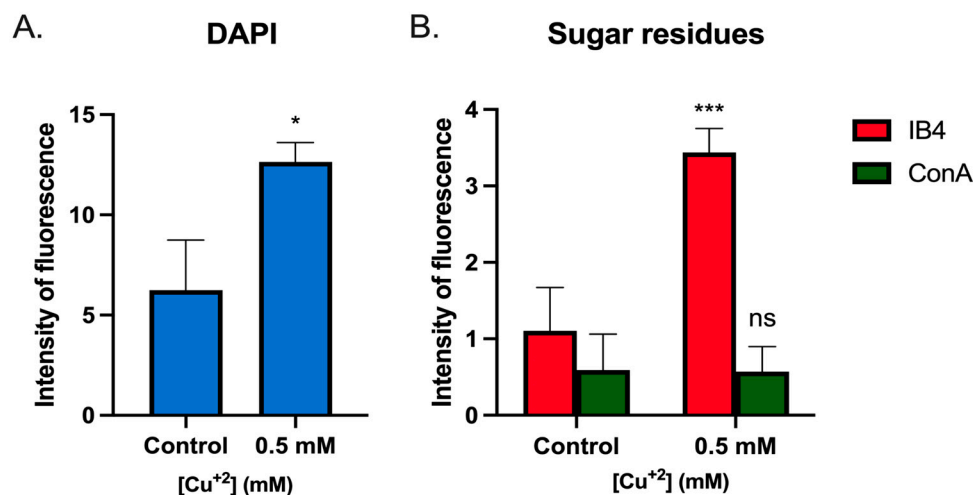 A.
DAPI
Intensity of fluorescence
15
10
5
0
*
Control
0.5 mM
[Cu⁺²] (mM)
B.
Sugar residues
Intensity of fluorescence
4
3
2
1
0
***
ns
Control
0.5 mM
[Cu⁺²] (mM)
IB4
ConA